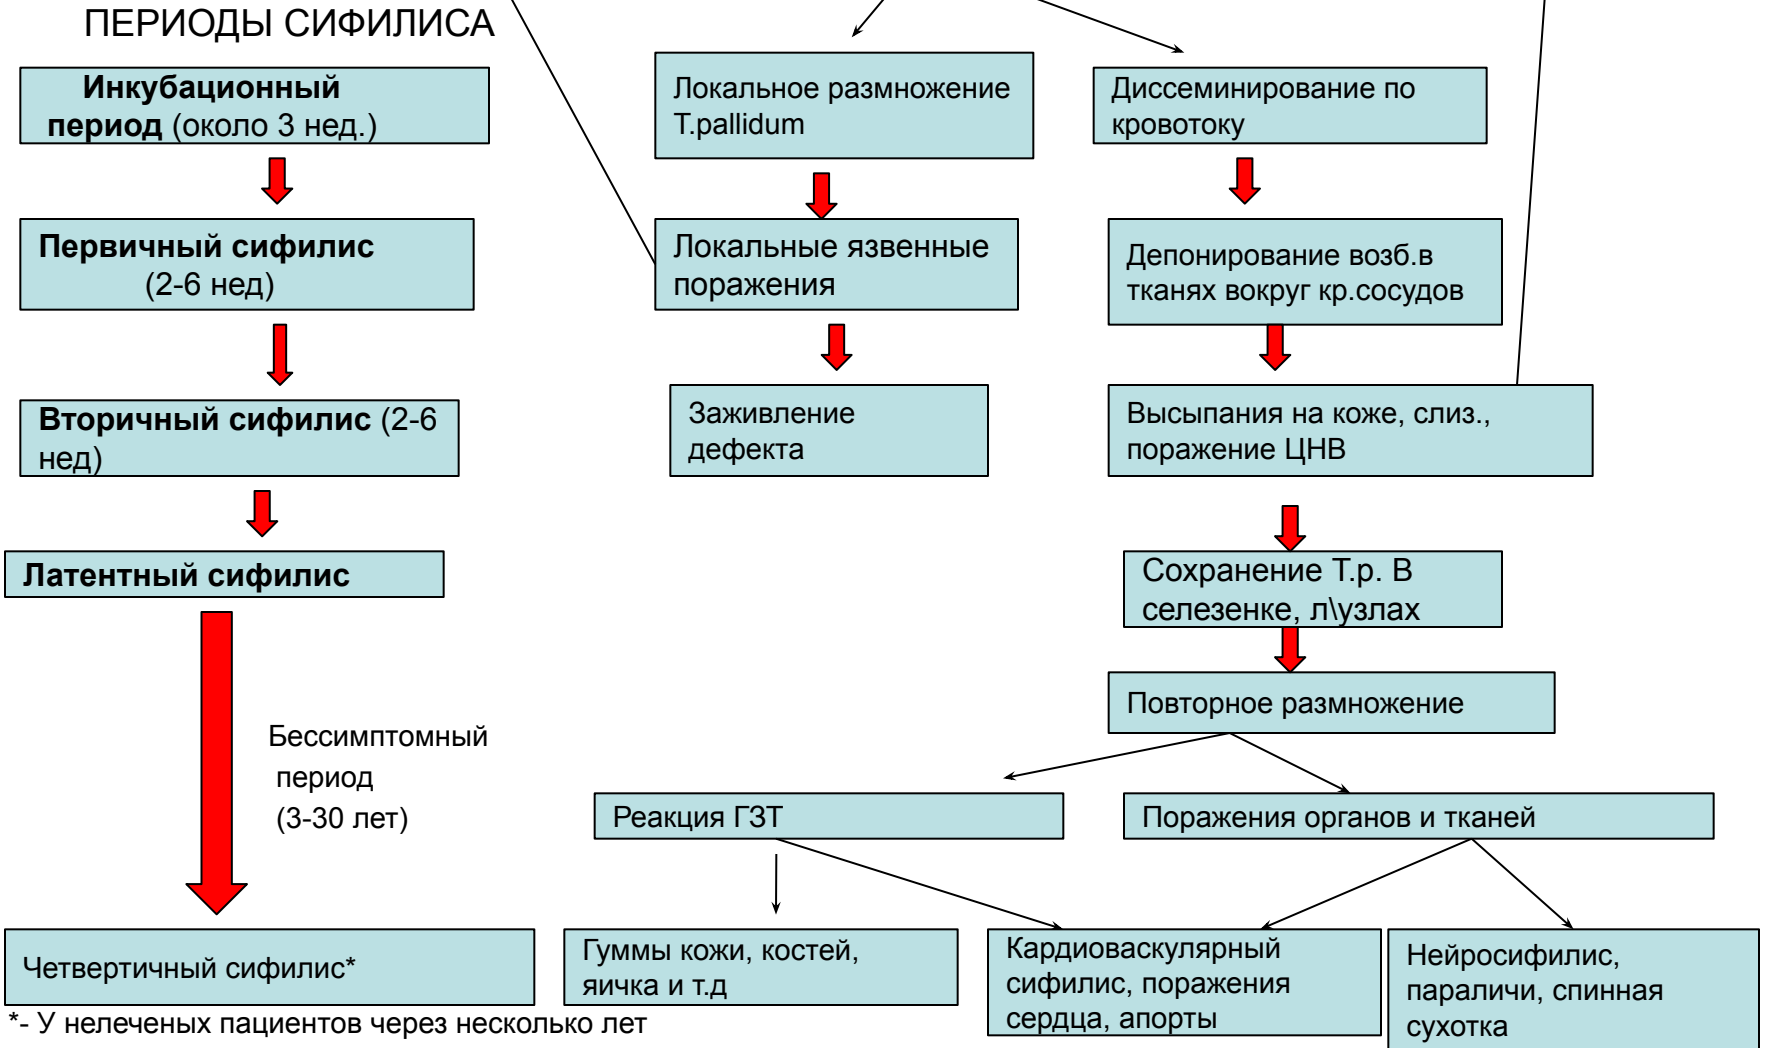 ПЕРИОДЫ СИФИЛИСА
Инкубационный
период (около 3 нед.)
Первичный сифилис
(2-6 нед)
Вторичный сифилис (2-6
нед)
Латентный сифилис
Бессимптомный
период
(3-30 лет)
Четвертичный сифилис*
*- У нелеченых пациентов через несколько лет
Локальное размножение
T.pallidum
Локальные язвенные
поражения
Заживление
дефекта
Диссеминирование по
кровотоку
Депонирование возб.в
тканях вокруг кр.сосудов
Высыпания на коже, слиз.,
поражение ЦНВ
Сохранение Т.р. В
селезенке, л\узлах
Повторное размножение
Реакция ГЗТ
Поражения органов и тканей
Гуммы кожи, костей,
яичка и т.д
Кардиоваскулярный
сифилис, поражения
сердца, апорты
Нейросифилис,
параличи, спинная
сухотка